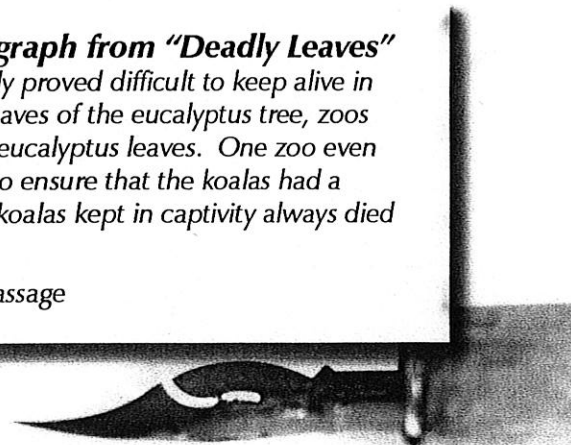 graph from “Deadly Leaves”
ly proved difficult to keep alive in
aves of the eucalyptus tree, zoos
eucalyptus leaves. One zoo even
o ensure that the koalas had a
koalas kept in captivity always died
assage